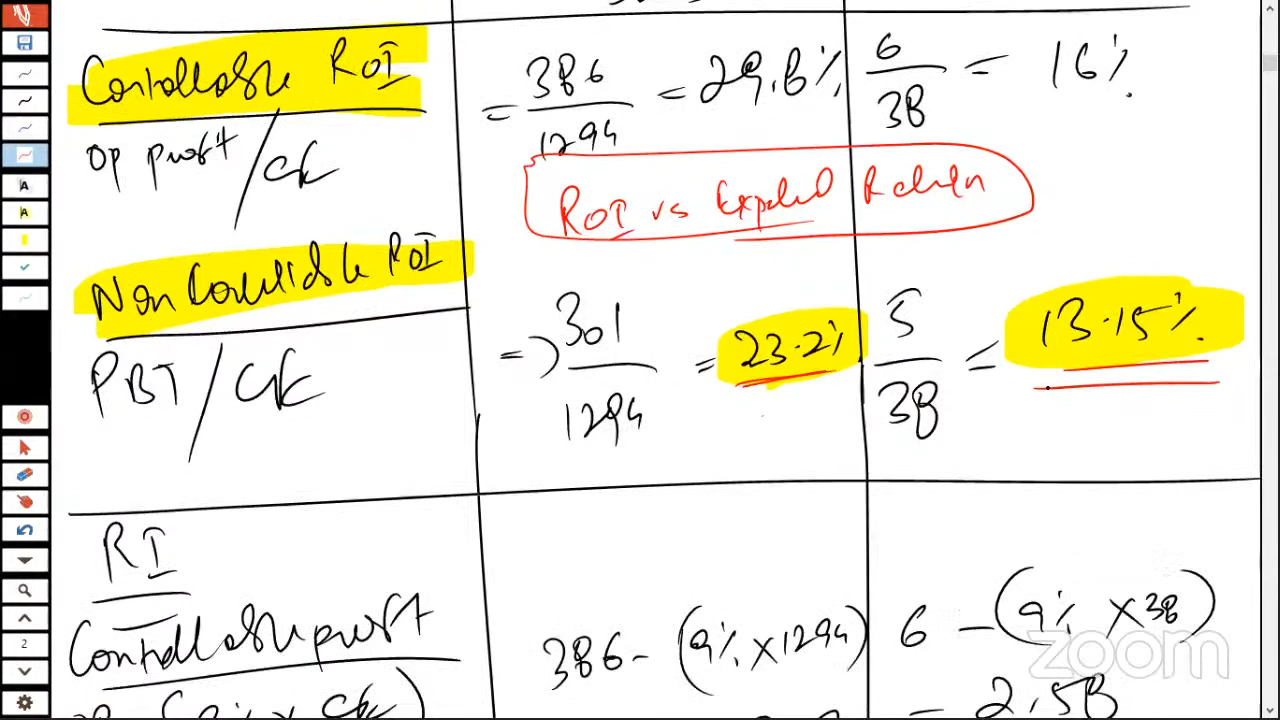 Controllable ROI
= 386/1294 = 29.8%
6/38 = 16%
op profit / CE
ROI vs Expected Return
Non Controllable ROI
=> 301/1294 = 23.2%
5/38 = 13.15%
PBT / CE
RI
Controllable profit
386 - (9% X 1294)
6 - (9% X 38)
CE)
= 2.58
zoom
2